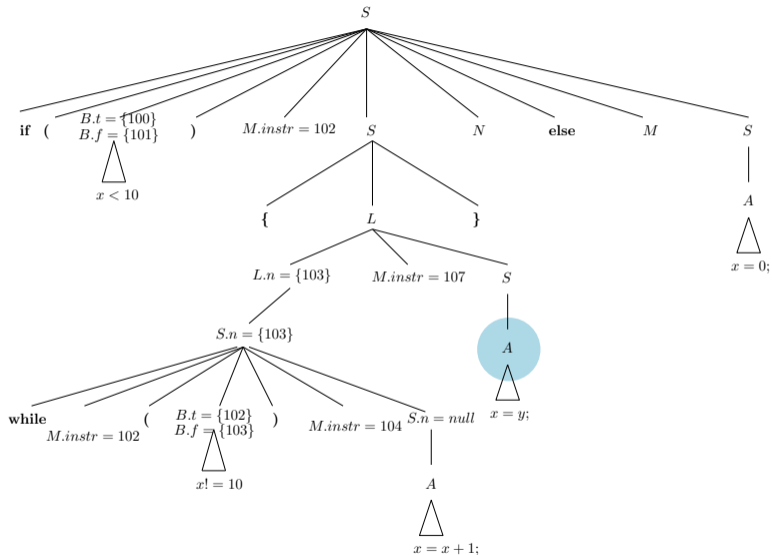 S
if ( B.t = {100} ) M.instr = 102 S N else M S
B.f = {101}
x < 10
A
{ L }
x = 0;
L.n = {103} M.instr = 107 S
S.n = {103}
A
while M.instr = 102 ( B.t = {102} ) M.instr = 104 S.n = null
B.f = {103}
x = y;
x! = 10
A
x = x + 1;